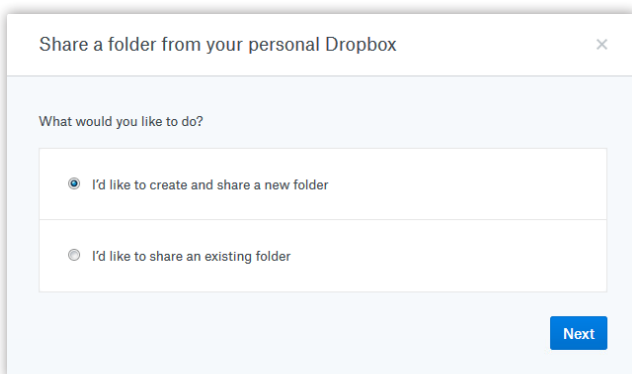 Share a folder from your personal Dropbox
What would you like to do?
I'd like to create and share a new folder
I'd like to share an existing folder
Next